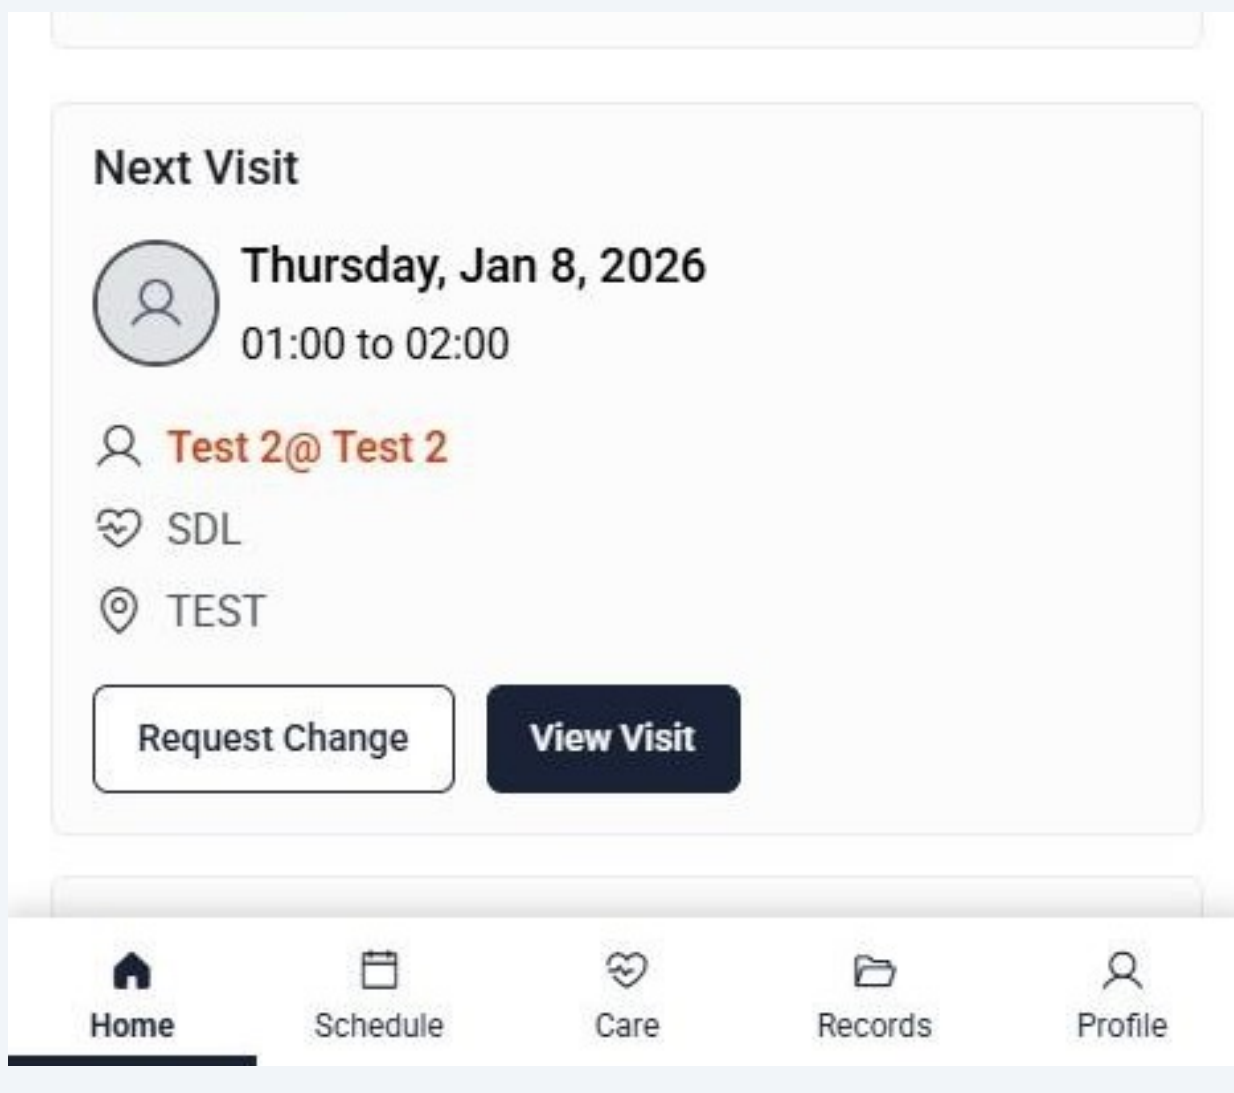 Next Visit
Thursday, Jan 8, 2026
01:00 to 02:00
Test 2@ Test 2
SDL
TEST
Request Change
View Visit
Home
Schedule
Care
Records
Profile